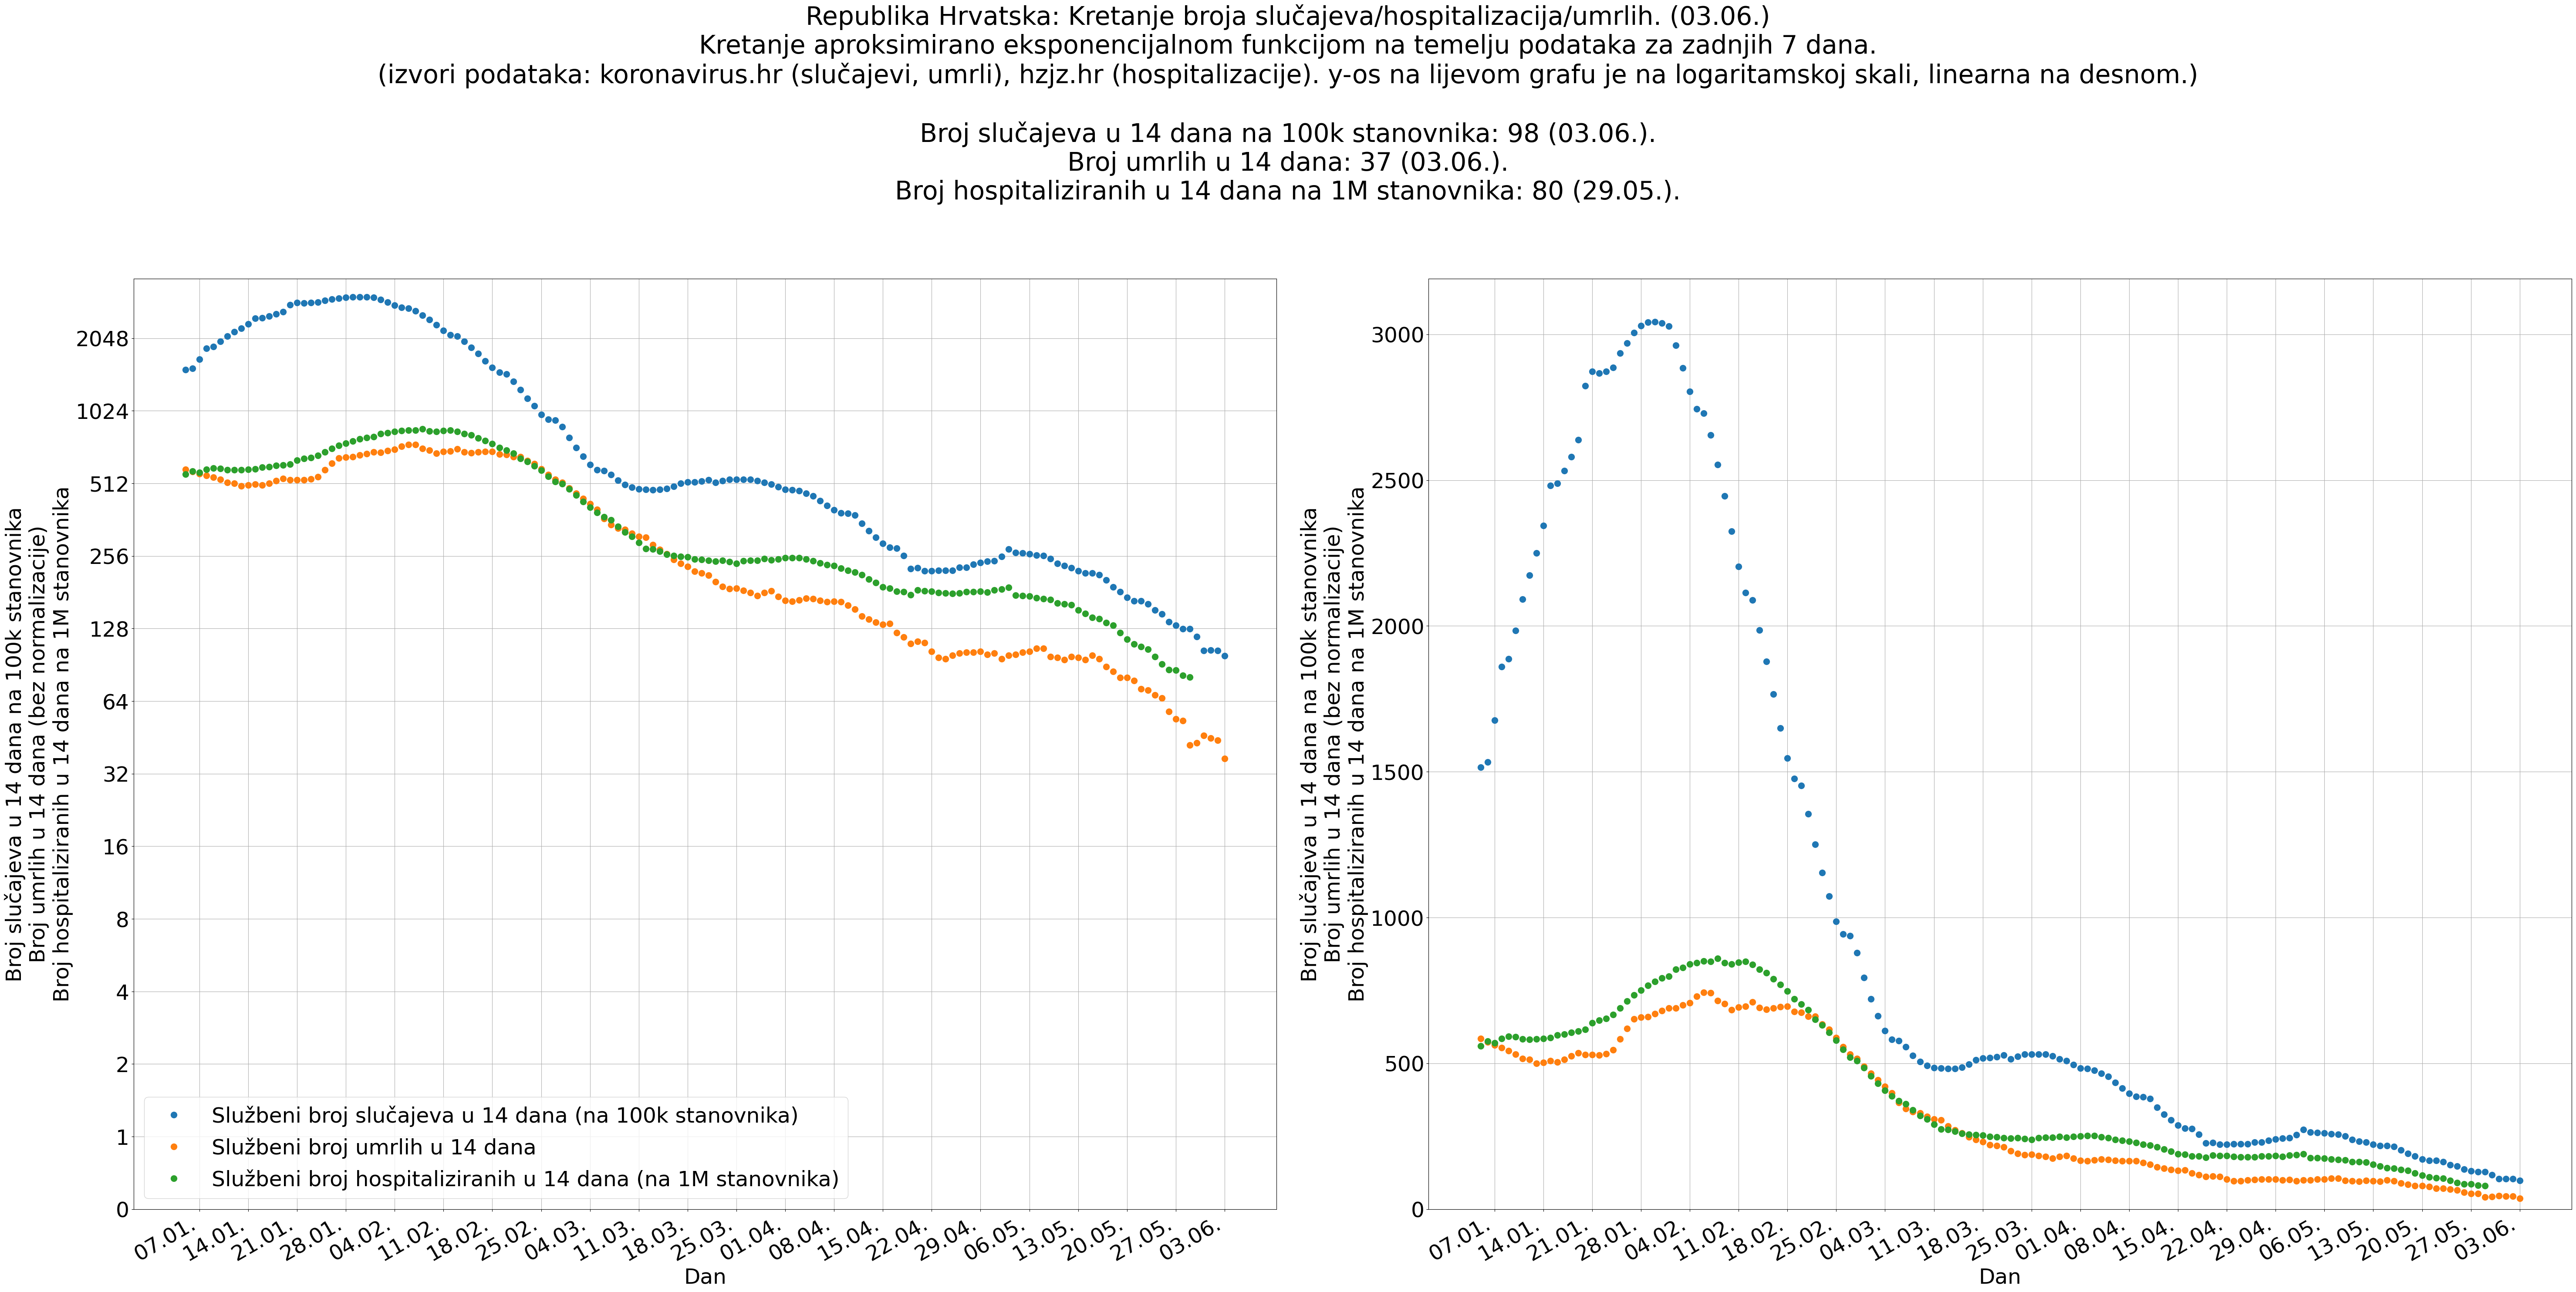 Republika Hrvatska: Kretanje broja slučajeva/hospitalizacija/umrlih. (03.06.)
Kretanje aproksimirano eksponencijalnom funkcijom na temelju podataka za zadnjih 7 dana.
(izvori podataka: koronavirus.hr (slučajevi, umrli), hzjz.hr (hospitalizacije). y-os na lijevom grafu je na logaritamskoj skali, linearna na desnom.)
Broj slučajeva u 14 dana na 100k stanovnika: 98 (03.06.).
Broj umrlih u 14 dana: 37 (03.06.).
Broj hospitaliziranih u 14 dana na 1M stanovnika: 80 (29.05.).
Broj slučajeva u 14 dana na 100k stanovnika
Broj umrlih u 14 dana (bez normalizacije)
Broj hospitaliziranih u 14 dana na 1M stanovnika
2048
1024
512
256
128
64
32
16
8
4
2
1
0
Službeni broj slučajeva u 14 dana (na 100k stanovnika)
Službeni broj umrlih u 14 dana
Službeni broj hospitaliziranih u 14 dana (na 1M stanovnika)
07.01. 14.01. 21.01. 28.01. 04.02. 11.02. 18.02. 25.02. 04.03. 11.03. 18.03. 25.03. 01.04. 08.04. 15.04. 22.04. 29.04. 06.05. 13.05. 20.05. 27.05. 03.06.
Dan
Broj slučajeva u 14 dana na 100k stanovnika
Broj umrlih u 14 dana (bez normalizacije)
Broj hospitaliziranih u 14 dana na 1M stanovnika
3000
2500
2000
1500
1000
500
0
07.01. 14.01. 21.01. 28.01. 04.02. 11.02. 18.02. 25.02. 04.03. 11.03. 18.03. 25.03. 01.04. 08.04. 15.04. 22.04. 29.04. 06.05. 13.05. 20.05. 27.05. 03.06.
Dan